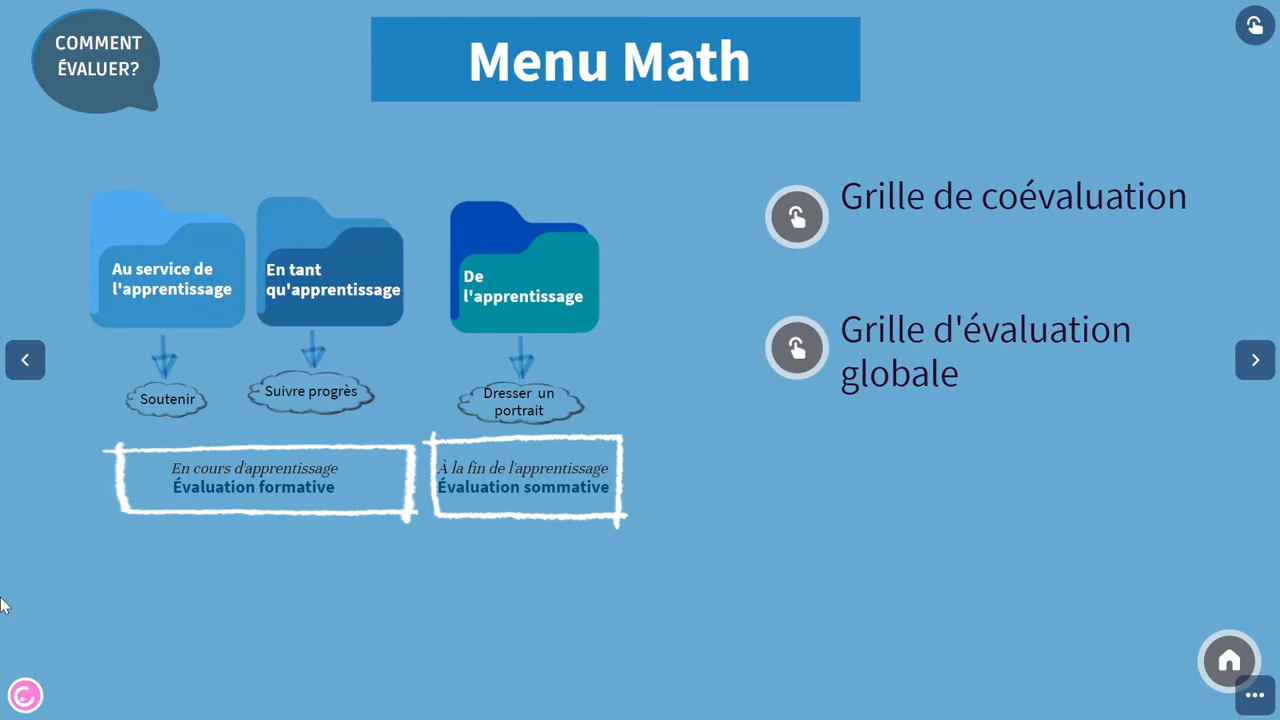 COMMENT
ÉVALUER?
Menu Math
Au service de
l'apprentissage
En tant
qu'apprentissage
De
l'apprentissage
Soutenir
Suivre progrès
Dresser un
portrait
En cours d'apprentissage
Évaluation formative
À la fin de l'apprentissage
Évaluation sommative
Grille de coévaluation
Grille d'évaluation
globale